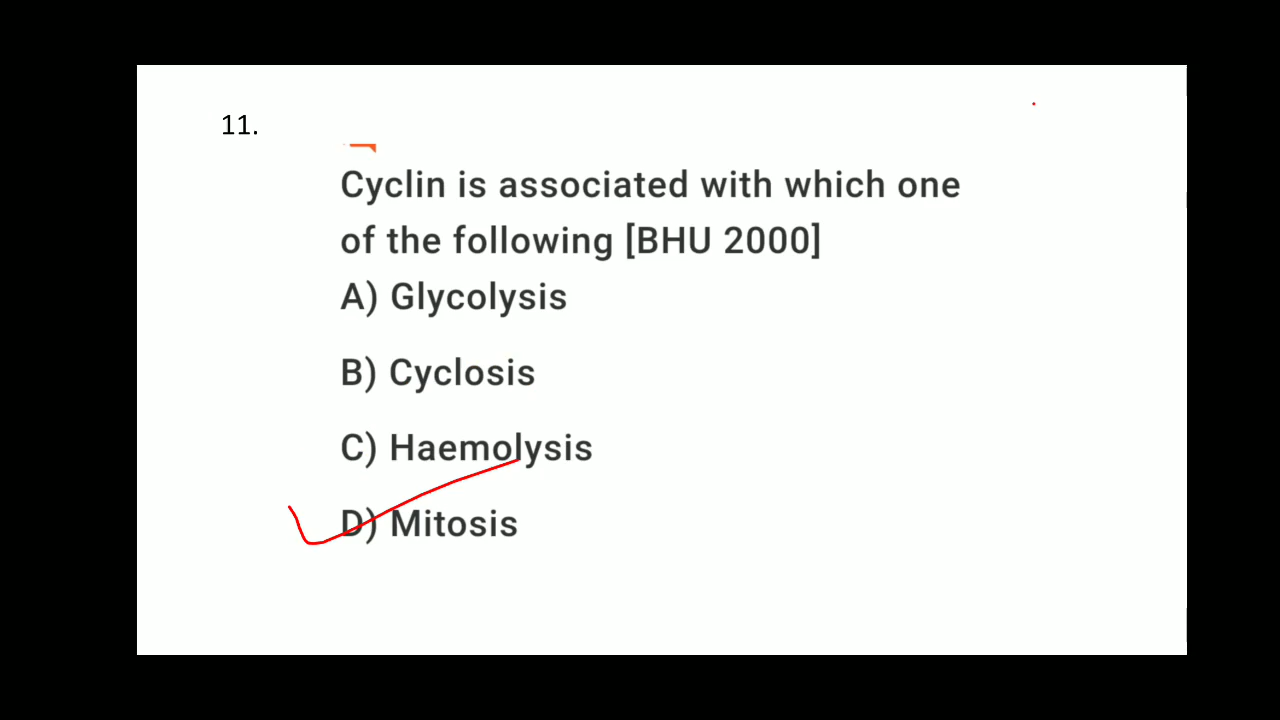 11.
Cyclin is associated with which one
of the following [BHU 2000]
A) Glycolysis
B) Cyclosis
C) Haemolysis
D) Mitosis